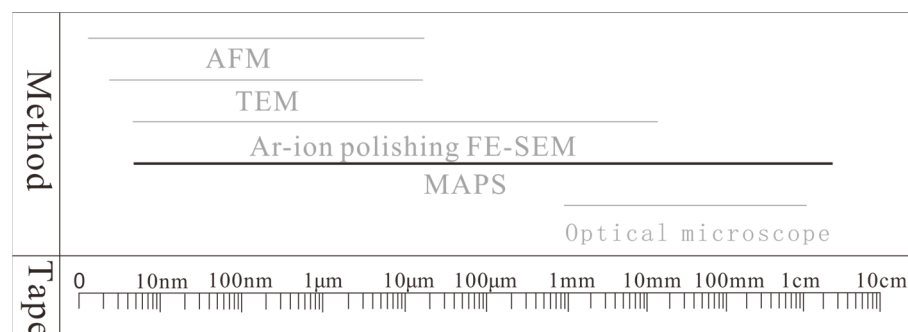 Method
AFM
TEM
Ar-ion polishing FE-SEM
MAPS
Optical microscope
Tape
0 10nm 100nm 1μm 10μm 100μm 1mm 10mm 100mm 1cm 10cm